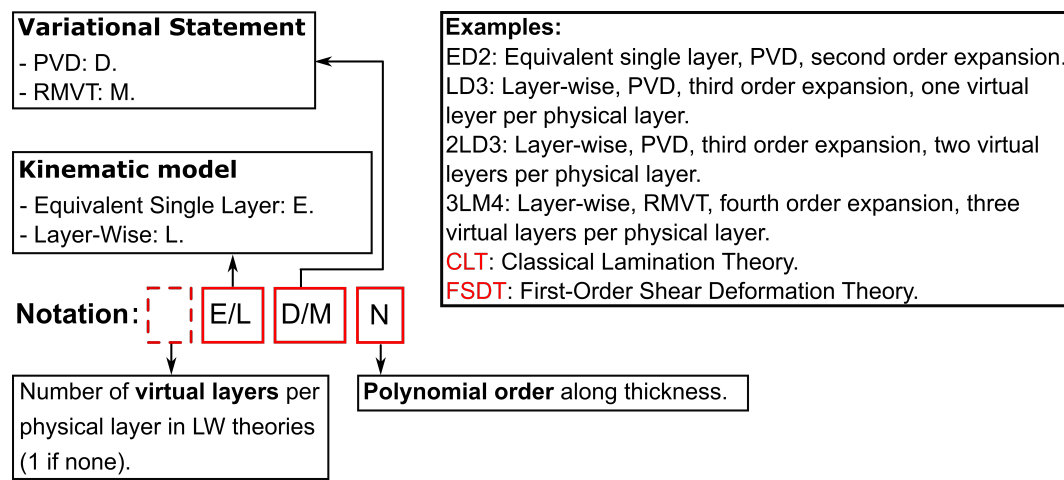 Variational Statement
- PVD: D.
- RMVT: M.
Kinematic model
- Equivalent Single Layer: E.
- Layer-Wise: L.
Notation: E/L D/M N
Number of virtual layers per
physical layer in LW theories
(1 if none).
Polynomial order along thickness.
Examples:
ED2: Equivalent single layer, PVD, second order expansion.
LD3: Layer-wise, PVD, third order expansion, one virtual
leyer per physical layer.
2LD3: Layer-wise, PVD, third order expansion, two virtual
leyers per physical layer.
3LM4: Layer-wise, RMVT, fourth order expansion, three
virtual layers per physical layer.
CLT: Classical Lamination Theory.
FSDT: First-Order Shear Deformation Theory.